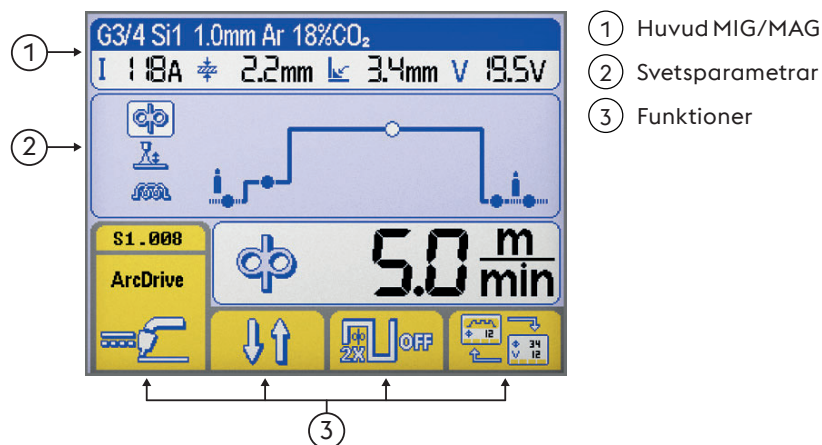 G3/4 Si1 1.0mm Ar 18%CO₂
I 118A 2.2mm 3.4mm V 19.5V
S1.008
ArcDrive
5.0 m/min
2X OFF
12
34
V 12
1
2
3
1 Huvud MIG/MAG
2 Svetsparametrar
3 Funktioner